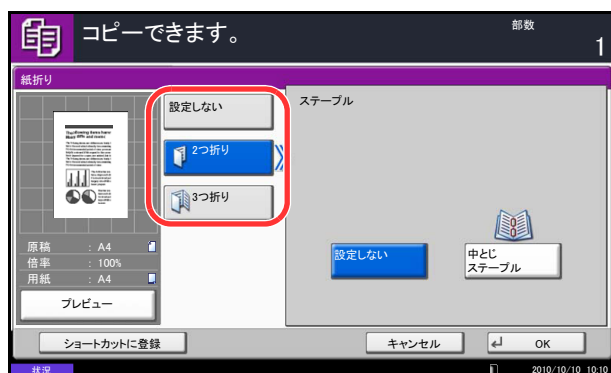 コピーできます。
部数
1
紙折り
設定しない
ステープル
2つ折り
3つ折り
原稿 : A4
倍率 : 100%
用紙 : A4
設定しない
中とじ
ステープル
プレビュー
ショートカットに登録
キャンセル
OK
状況
2010/10/10 10:10